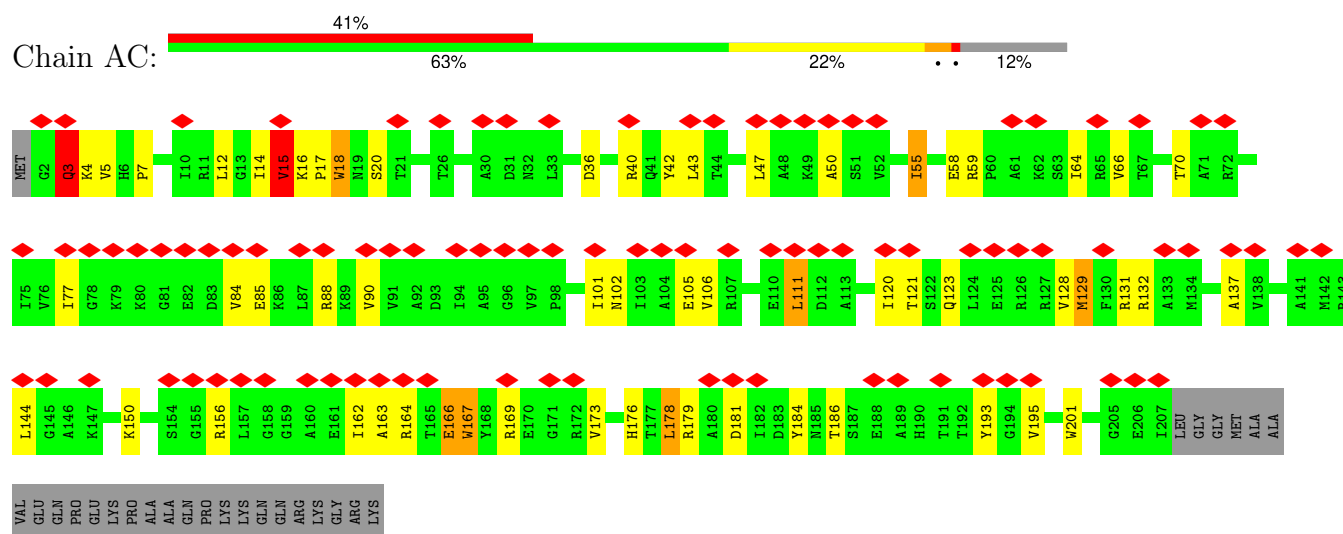 41%
Chain AC:
63% 22% • • 12%
MET G2 Q3 K4 V5 H6 P7 I10 R11 L12 G13 I14 V15 K16 P17 W18 N19 S20 T21 T26 A30 D31 N32 L33 D36 R40 Q41 Y42 L43 T44 L47 A48 K49 A50 S51 V52 I55 E58 R59 P60 A61 K62 S63 I64 R65 V66 T67 T70 A71 R72
I75 V76 I77 G78 K79 K80 G81 E82 D83 V84 E85 K86 L87 R88 K89 V90 V91 A92 D93 I94 A95 G96 V97 P98 I101 N102 I103 A104 E105 V106 R107 E110 L111 D112 A113 I120 T121 S122 Q123 L124 E125 R126 R127 V128 M129 F130 R131 R132 A133 M134 A137 V138 A141 M142
L144 G145 A146 K147 K150 S154 G155 R156 L157 G158 G159 A160 E161 I162 A163 R164 T165 E166 W167 Y168 R169 E170 G171 R172 V173 H176 T177 L178 R179 A180 D181 I182 D183 Y184 N185 T186 S187 E188 A189 H190 T191 T192 Y193 G194 V195 W201 G205 E206 I207 LEU GLY GLY MET ALA ALA
VAL GLU GLN PRO GLU LYS PRO ALA ALA GLN PRO LYS LYS GLN GLN ARG LYS GLY ARG LYS